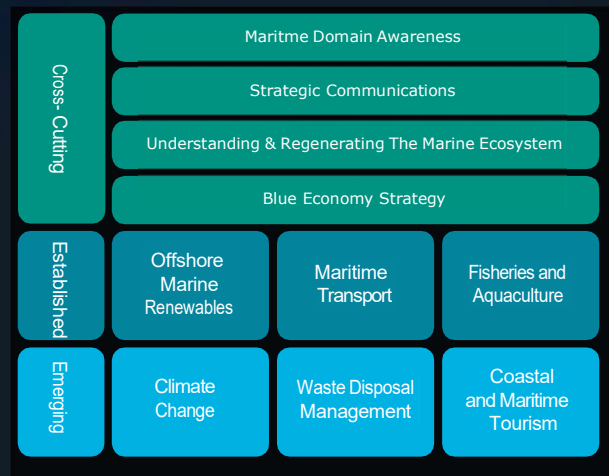 Cross- Cutting
Maritme Domain Awareness
Strategic Communications
Understanding & Regenerating The Marine Ecosystem
Blue Economy Strategy
Established
Offshore
Marine
Renewables
Maritime
Transport
Fisheries and
Aquaculture
Emerging
Climate
Change
Waste Disposal
Management
Coastal
and Maritime
Tourism